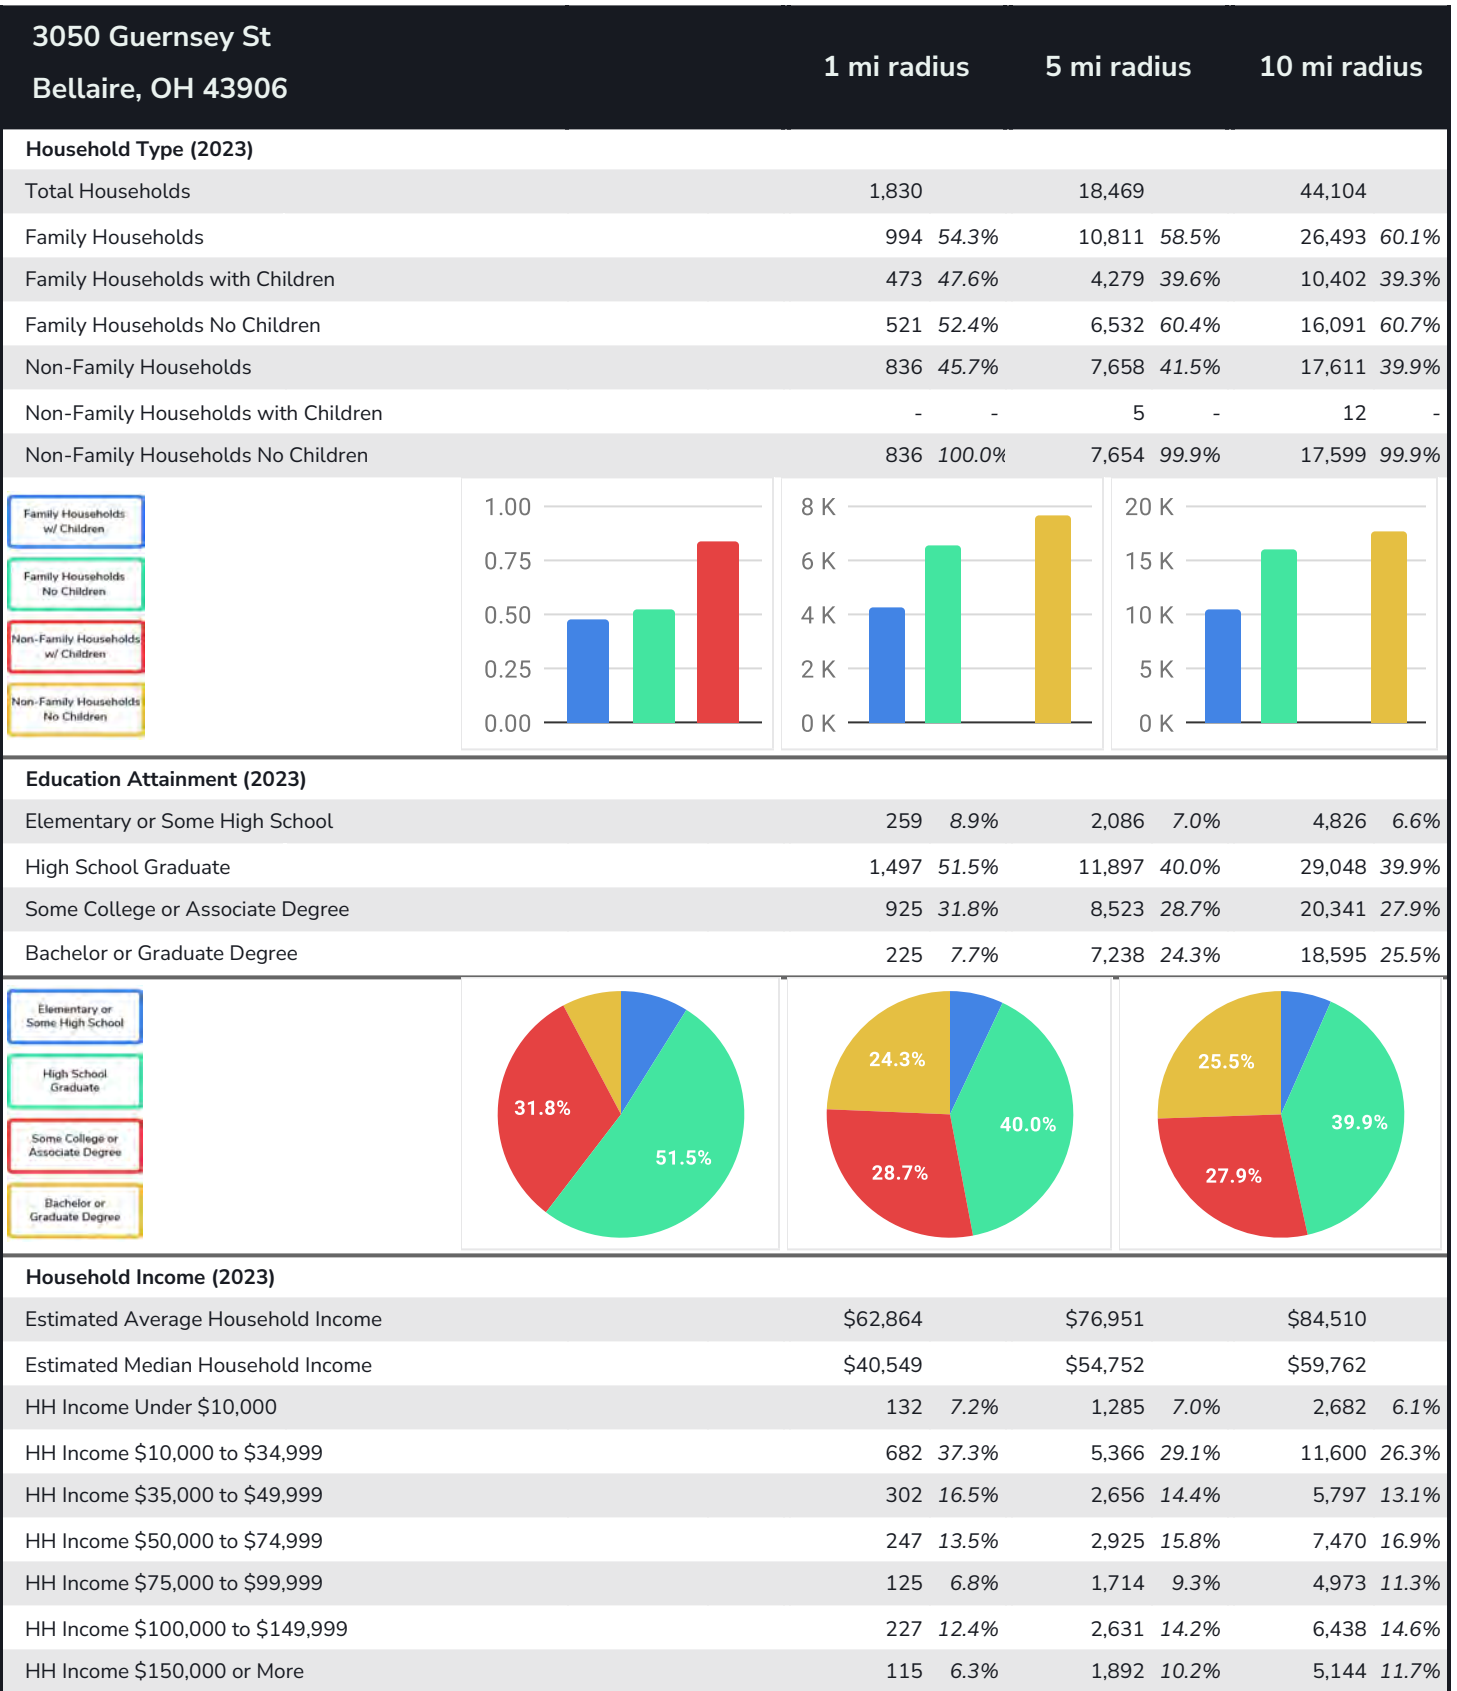 3050 Guernsey St
Bellaire, OH 43906
1 mi radius 5 mi radius 10 mi radius
Household Type (2023)
Total Households 1,830 18,469 44,104
Family Households 994 54.3% 10,811 58.5% 26,493 60.1%
Family Households with Children 473 47.6% 4,279 39.6% 10,402 39.3%
Family Households No Children 521 52.4% 6,532 60.4% 16,091 60.7%
Non-Family Households 836 45.7% 7,658 41.5% 17,611 39.9%
Non-Family Households with Children - - 5 - 12 -
Non-Family Households No Children 836 100.0% 7,654 99.9% 17,599 99.9%
Family Households
w/ Children
Family Households
No Children
Non-Family Households
w/ Children
Non-Family Households
No Children
1.00
0.75
0.50
0.25
0.00
8 K
6 K
4 K
2 K
0 K
20 K
15 K
10 K
5 K
0 K
Education Attainment (2023)
Elementary or Some High School 259 8.9% 2,086 7.0% 4,826 6.6%
High School Graduate 1,497 51.5% 11,897 40.0% 29,048 39.9%
Some College or Associate Degree 925 31.8% 8,523 28.7% 20,341 27.9%
Bachelor or Graduate Degree 225 7.7% 7,238 24.3% 18,595 25.5%
Elementary or
Some High School
High School
Graduate
Some College or
Associate Degree
Bachelor or
Graduate Degree
31.8%
51.5%
24.3%
40.0%
28.7%
25.5%
39.9%
27.9%
Household Income (2023)
Estimated Average Household Income $62,864 $76,951 $84,510
Estimated Median Household Income $40,549 $54,752 $59,762
HH Income Under $10,000 132 7.2% 1,285 7.0% 2,682 6.1%
HH Income $10,000 to $34,999 682 37.3% 5,366 29.1% 11,600 26.3%
HH Income $35,000 to $49,999 302 16.5% 2,656 14.4% 5,797 13.1%
HH Income $50,000 to $74,999 247 13.5% 2,925 15.8% 7,470 16.9%
HH Income $75,000 to $99,999 125 6.8% 1,714 9.3% 4,973 11.3%
HH Income $100,000 to $149,999 227 12.4% 2,631 14.2% 6,438 14.6%
HH Income $150,000 or More 115 6.3% 1,892 10.2% 5,144 11.7%